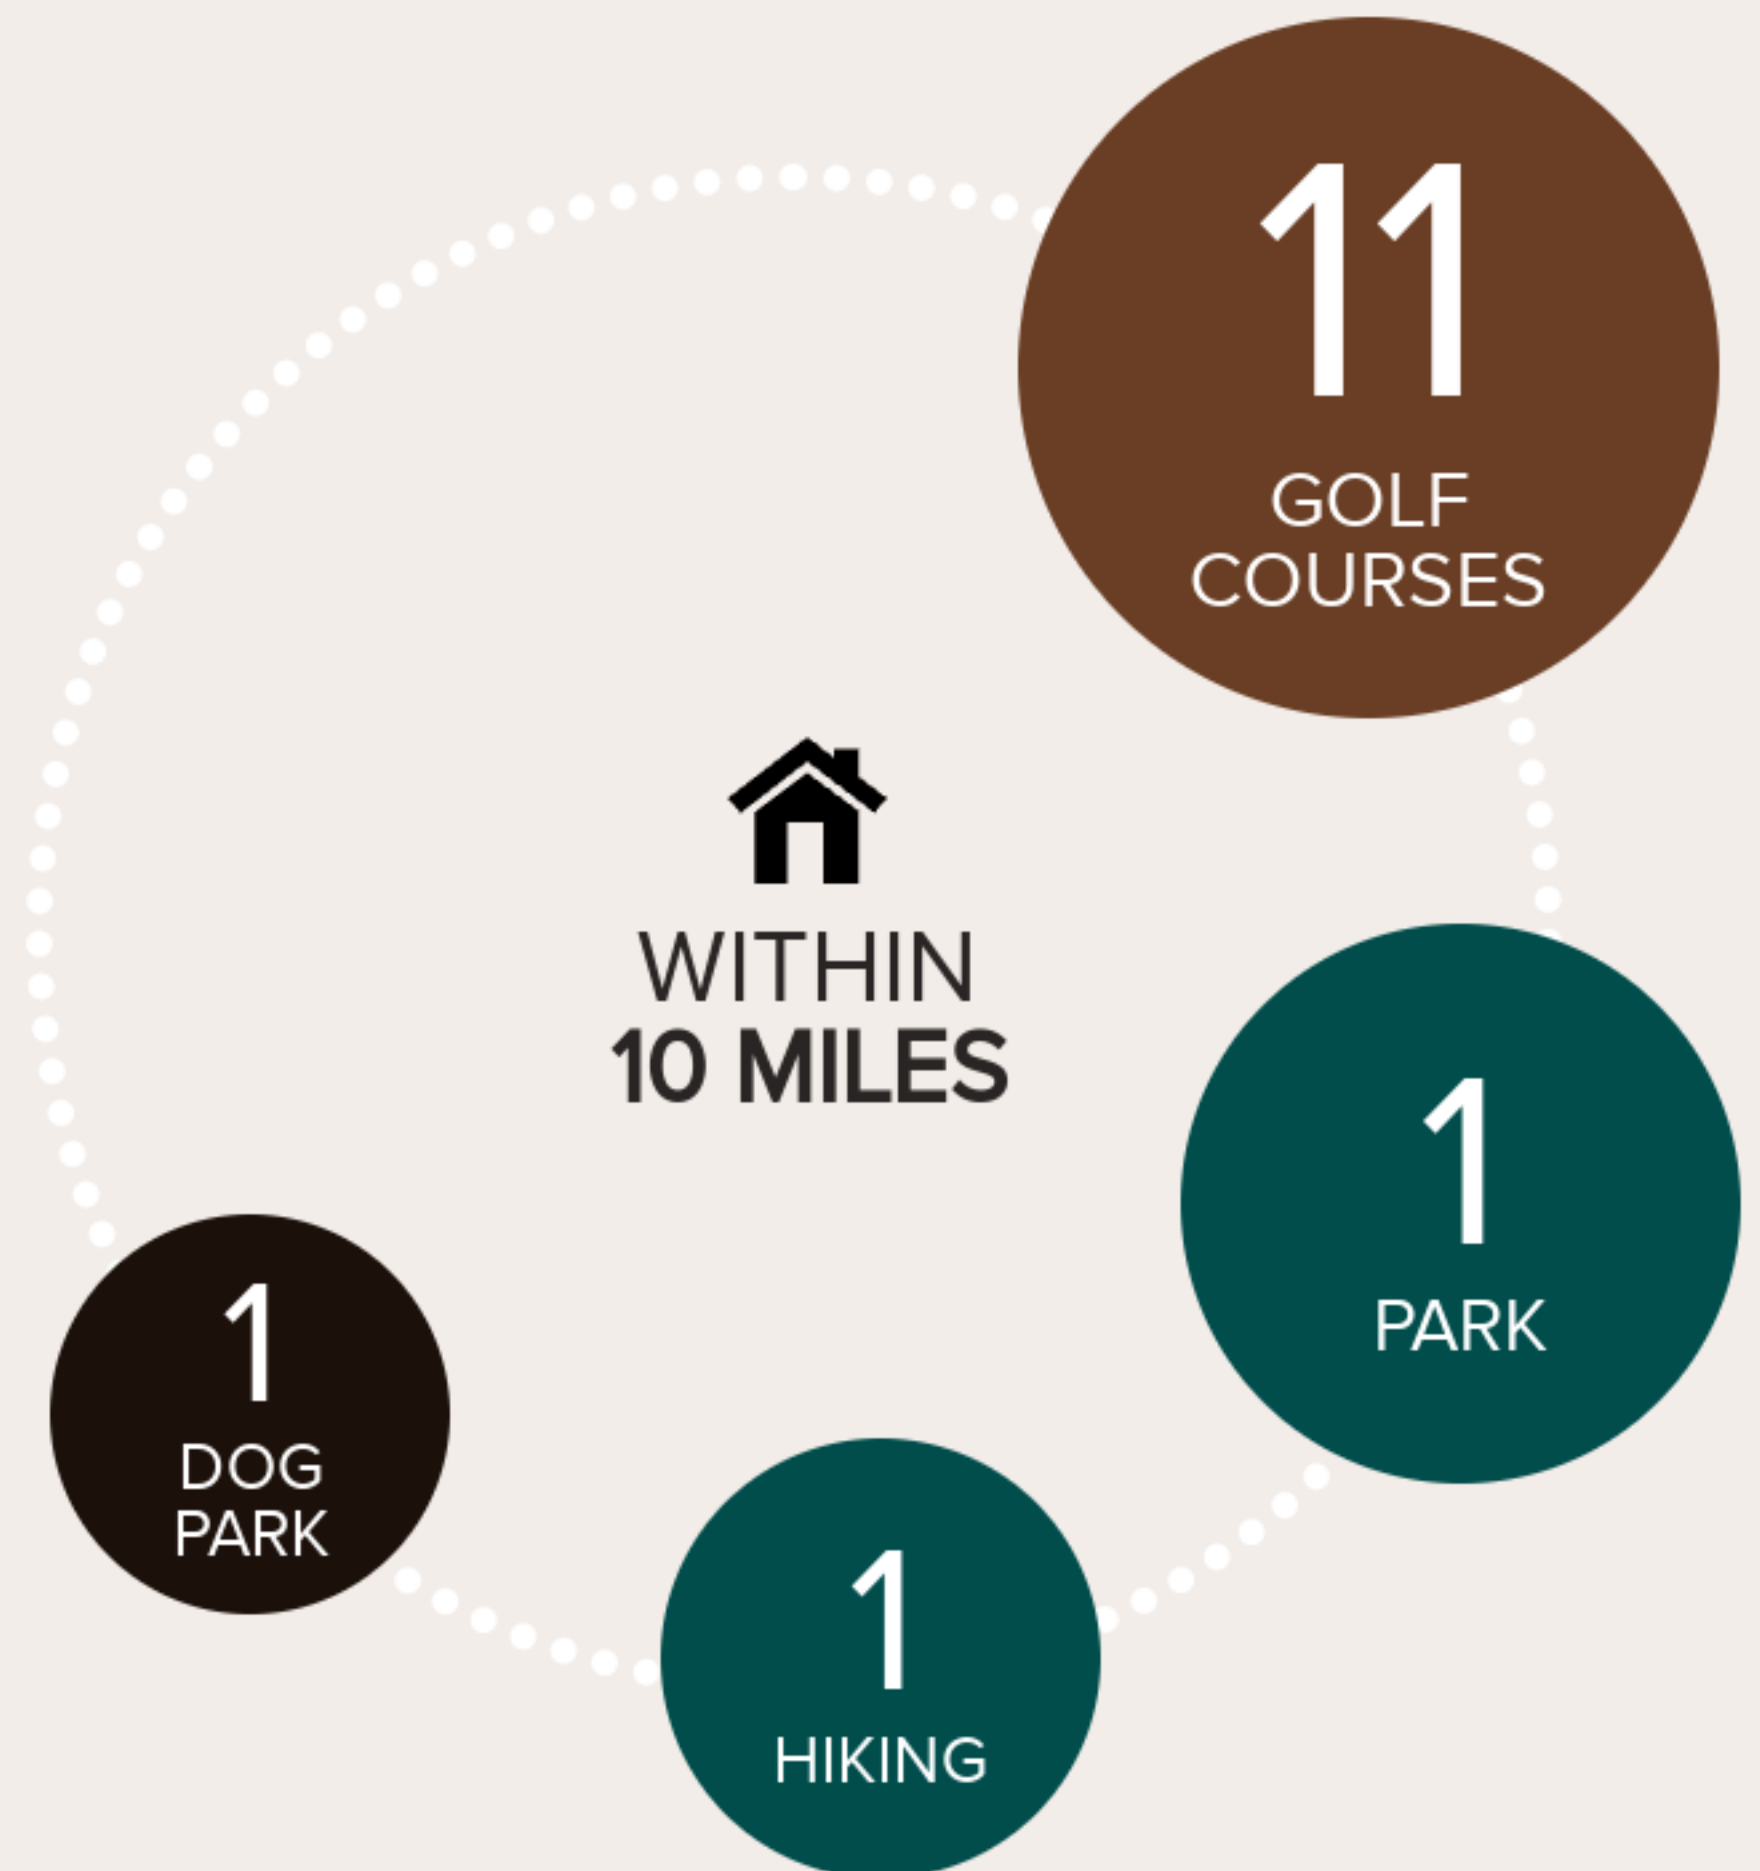 11
GOLF
COURSES
WITHIN
10 MILES
1
PARK
1
DOG
PARK
1
HIKING